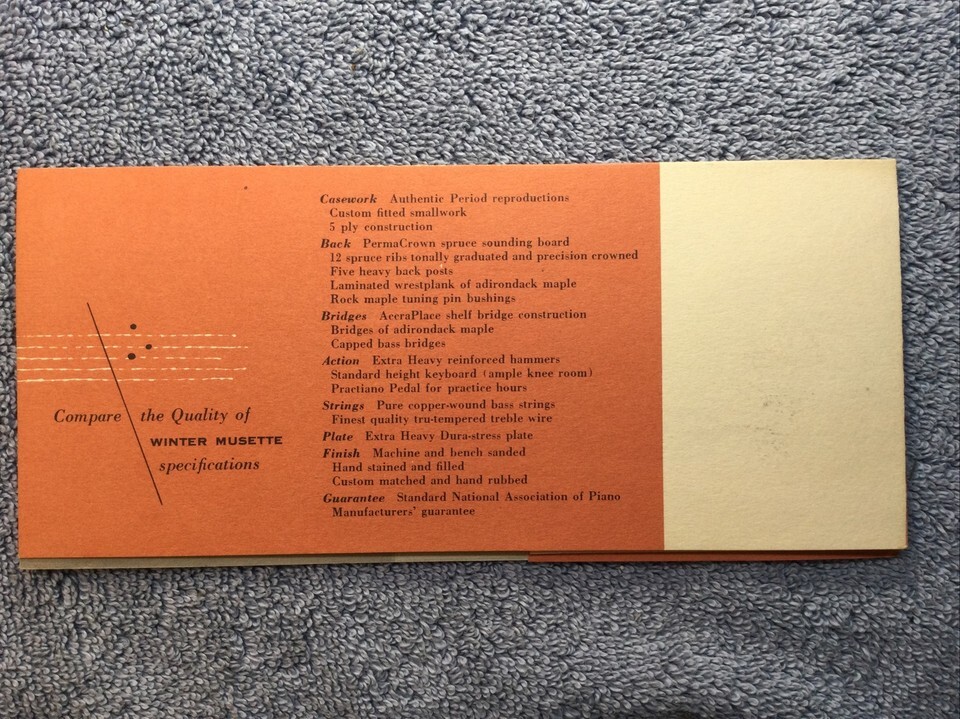 Compare the Quality of
WINTER MUSETTE
specifications
Casework Authentic Period reproductions
Custom fitted smallwork
5 ply construction
Back PermaCrown spruce sounding board
12 spruce ribs tonally graduated and precision crowned
Five heavy back posts
Laminated wrestplank of adirondack maple
Rock maple tuning pin bushings
Bridges AccraPlace shelf bridge construction
Bridges of adirondack maple
Capped bass bridges
Action Extra Heavy reinforced hammers
Standard height keyboard (ample knee room)
Practiano Pedal for practice hours
Strings Pure copper-wound bass strings
Finest quality tru-tempered treble wire
Plate Extra Heavy Dura-stress plate
Finish Machine and bench sanded
Hand stained and filled
Custom matched and hand rubbed
Guarantee Standard National Association of Piano
Manufacturers' guarantee